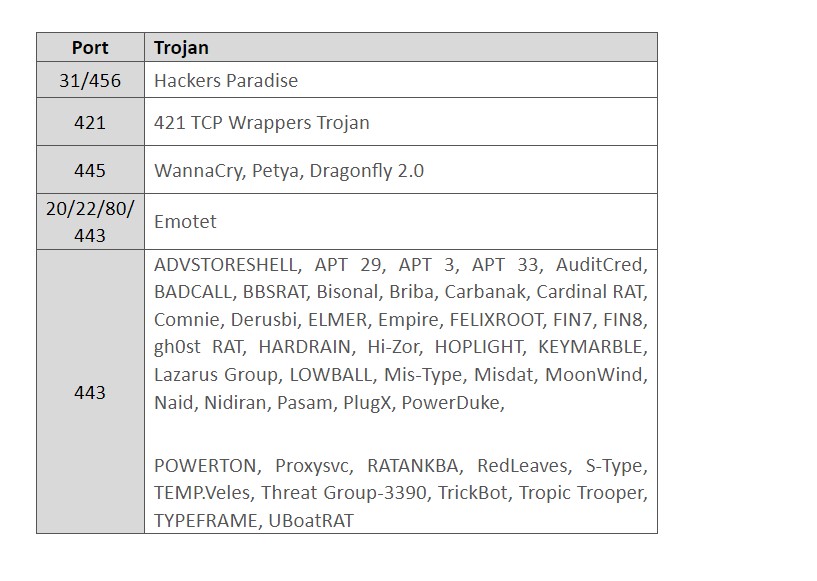 Port Trojan
31/456 Hackers Paradise
421 421 TCP Wrappers Trojan
445 WannaCry, Petya, Dragonfly 2.0
20/22/80/
443
Emotet
443
ADVSTORESHELL, APT 29, APT 3, APT 33, AuditCred,
BADCALL, BBSRAT, Bisonal, Briba, Carbanak, Cardinal RAT,
Comnie, Derusbi, ELMER, Empire, FELIXROOT, FIN7, FIN8,
gh0st RAT, HARDRAIN, Hi-Zor, HOPLIGHT, KEYMARBLE,
Lazarus Group, LOWBALL, Mis-Type, Misdat, MoonWind,
Naid, Nidiran, Pasam, PlugX, PowerDuke,
POWERTON, Proxysvc, RATANKBA, RedLeaves, S-Type,
TEMP.Veles, Threat Group-3390, TrickBot, Tropic Trooper,
TYPEFRAME, UBoatRAT